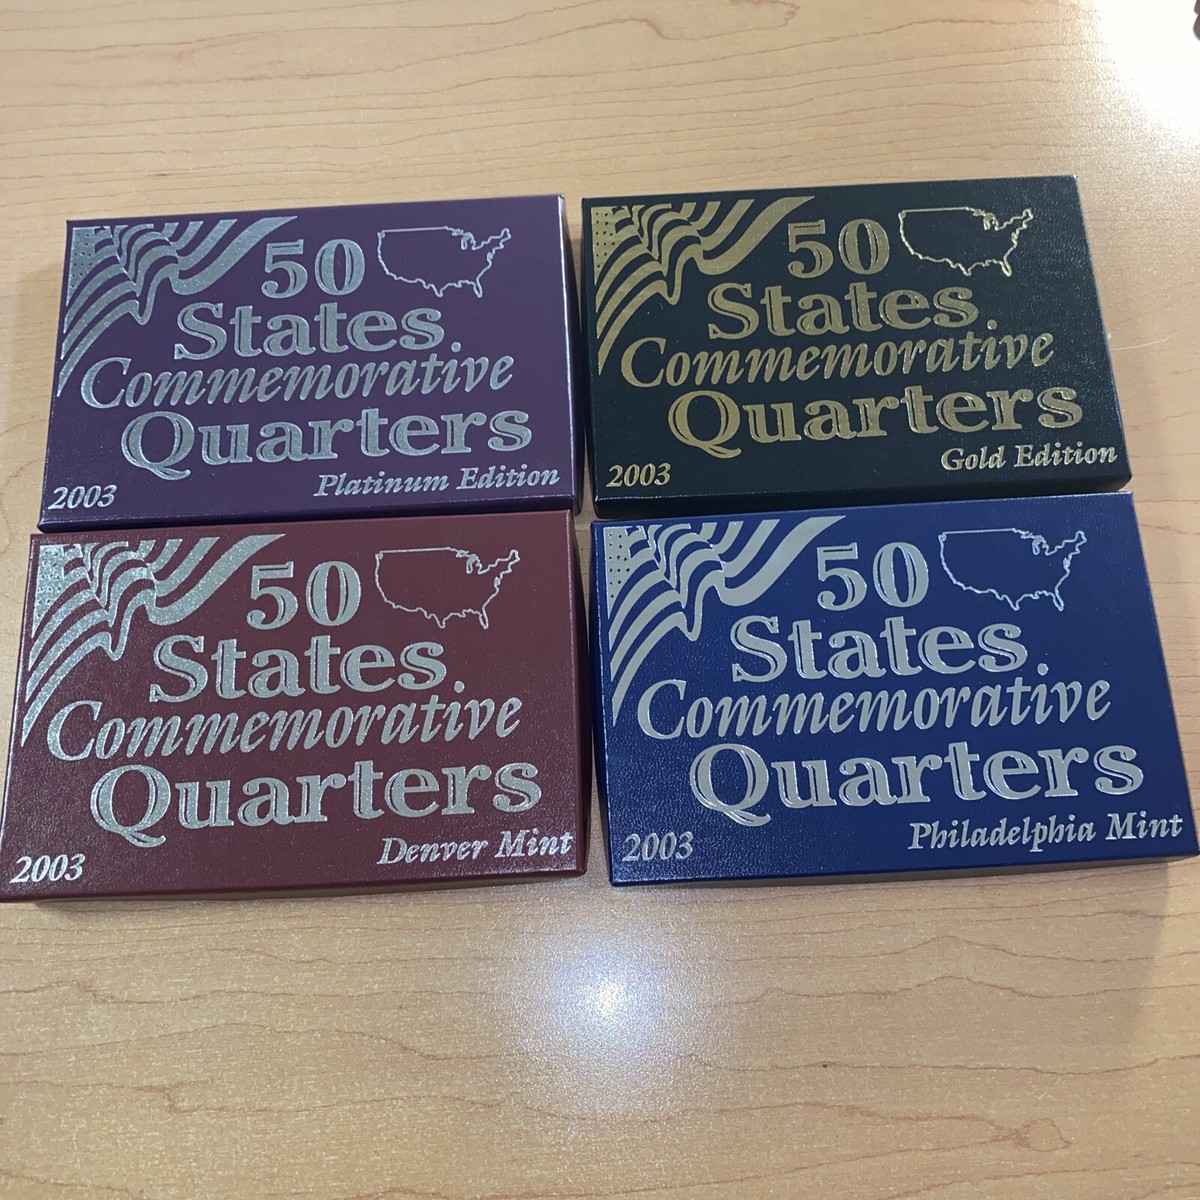 50
States
Commemorative
Quarters
Platinum Edition
2003
50
States
Commemorative
Quarters
Gold Edition
2003
50
States
Commemorative
Quarters
Denver Mint
2003
50
States
Commemorative
Quarters
Philadelphia Mint
2003